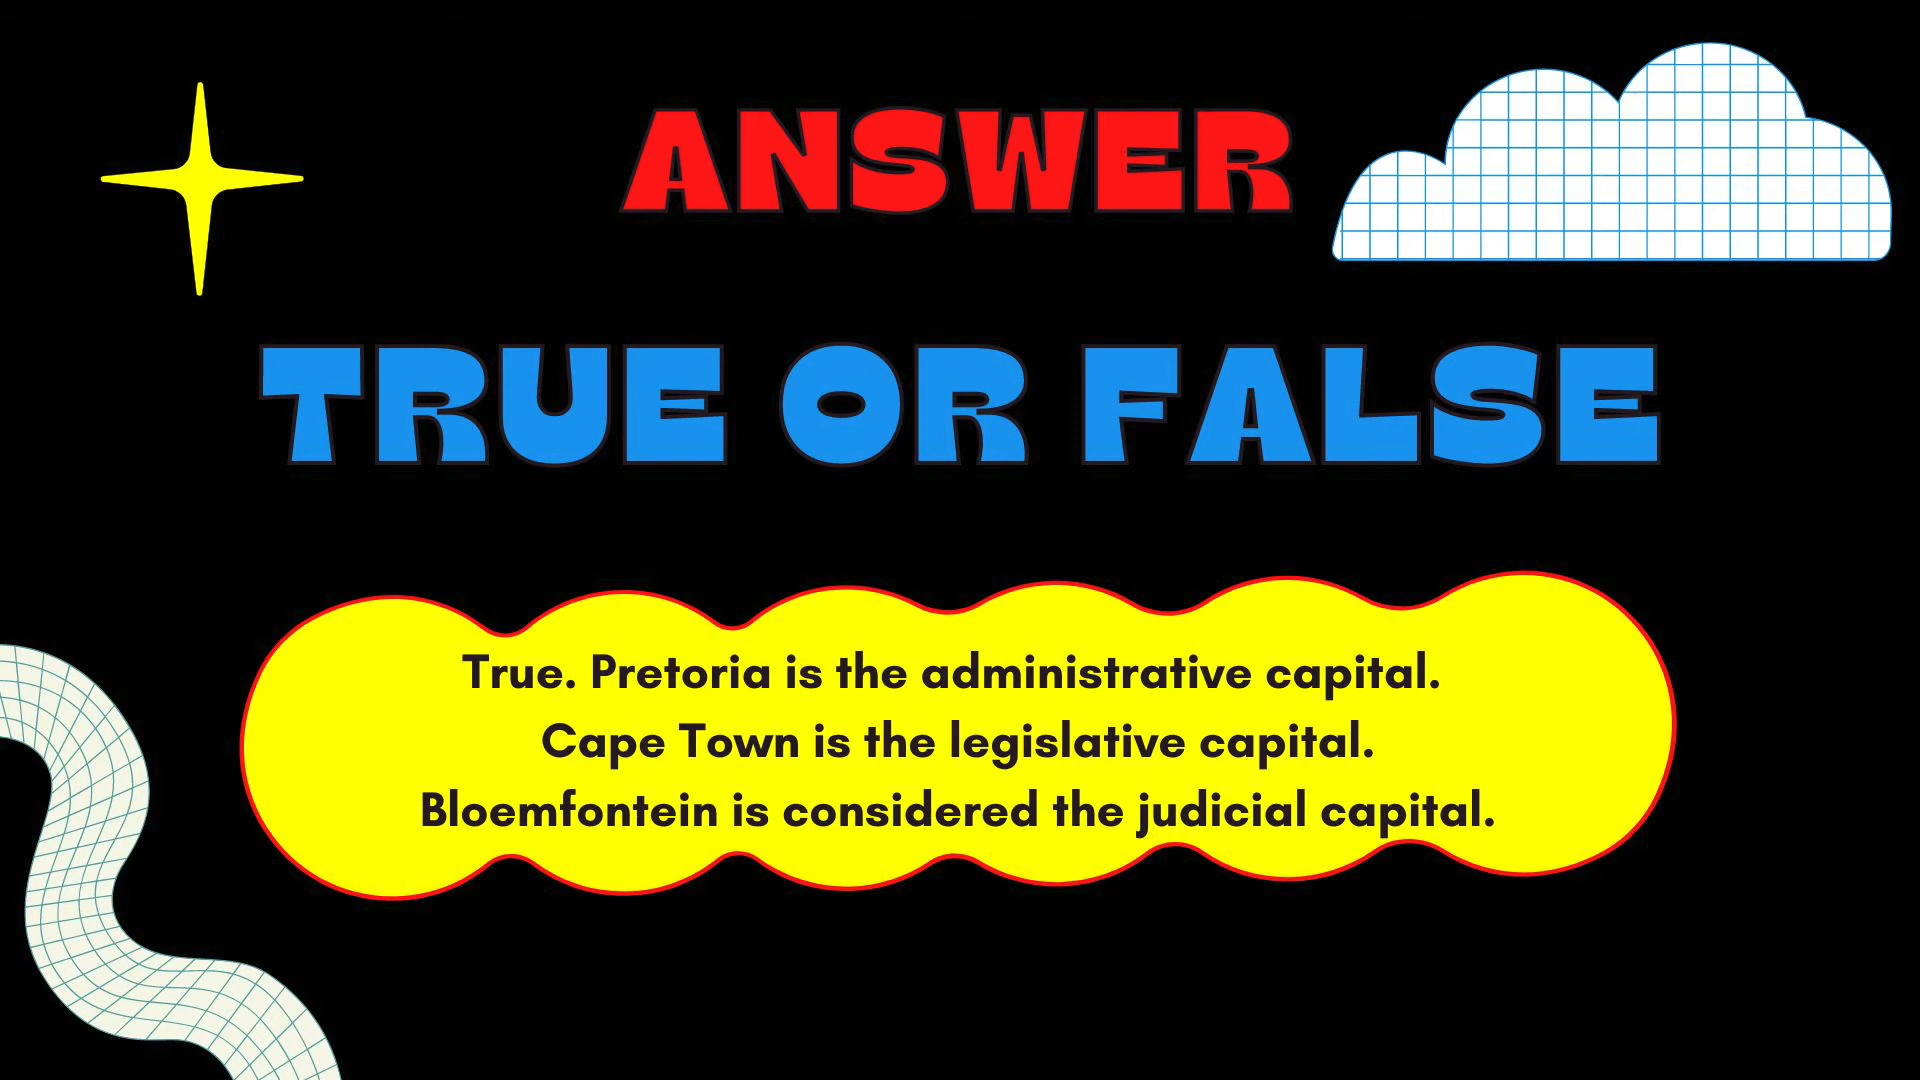 ANSWER
TRUE OR FALSE
True. Pretoria is the administrative capital.
Cape Town is the legislative capital.
Bloemfontein is considered the judicial capital.